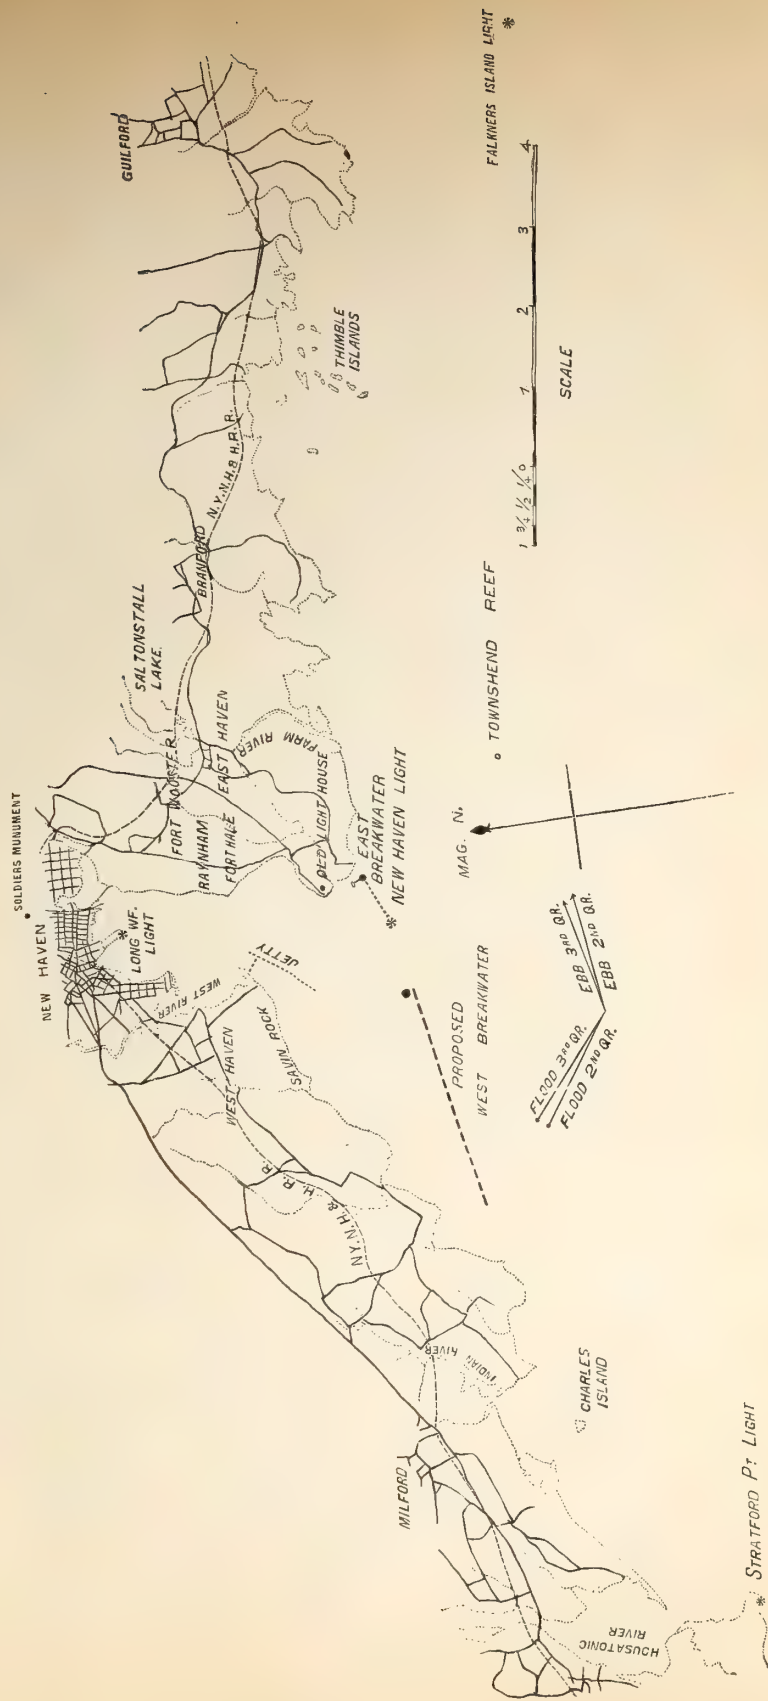 SOLDIERS MUNUMENT
NEW HAVEN
LONG WF.
LIGHT
WEST RIVER
JETTY
WEST HAVEN
SAVIN ROCK
N.Y. N.H. & H. R. R.
INDIAN
RIVER
MILFORD
CHARLES
ISLAND
HOUSATONIC
RIVER
STRATFORD PT LIGHT
SALTONSTALL
LAKE.
FORT WOOSTER
RAYNHAM
FORT HALE
EAST HAVEN
FARM RIVER
OLD LIGHT HOUSE
EAST
BREAKWATER
NEW HAVEN LIGHT
BRANFORD
N.Y.N.H.& H.R.R.
GUILFORD
THIMBLE
ISLANDS
FALKNERS ISLAND LIGHT
TOWNSHEND REEF
PROPOSED
WEST BREAKWATER
MAG. N.
FLOOD 3RD QR.
FLOOD 2ND QR.
EBB 3RD QR.
EBB 2ND QR.
1 3/4 1/2 1/4 0 1 2 3 4
SCALE